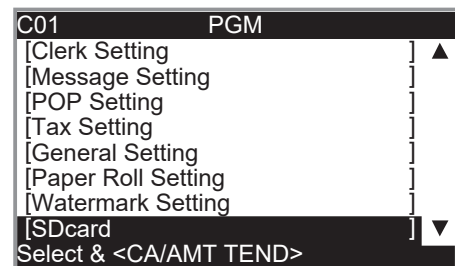 C01 PGM
[Clerk Setting ] ▲
[Message Setting ]
[POP Setting ]
[Tax Setting ]
[General Setting ]
[Paper Roll Setting ]
[Watermark Setting ]
[SDcard ] ▼
Select & <CA/AMT TEND>